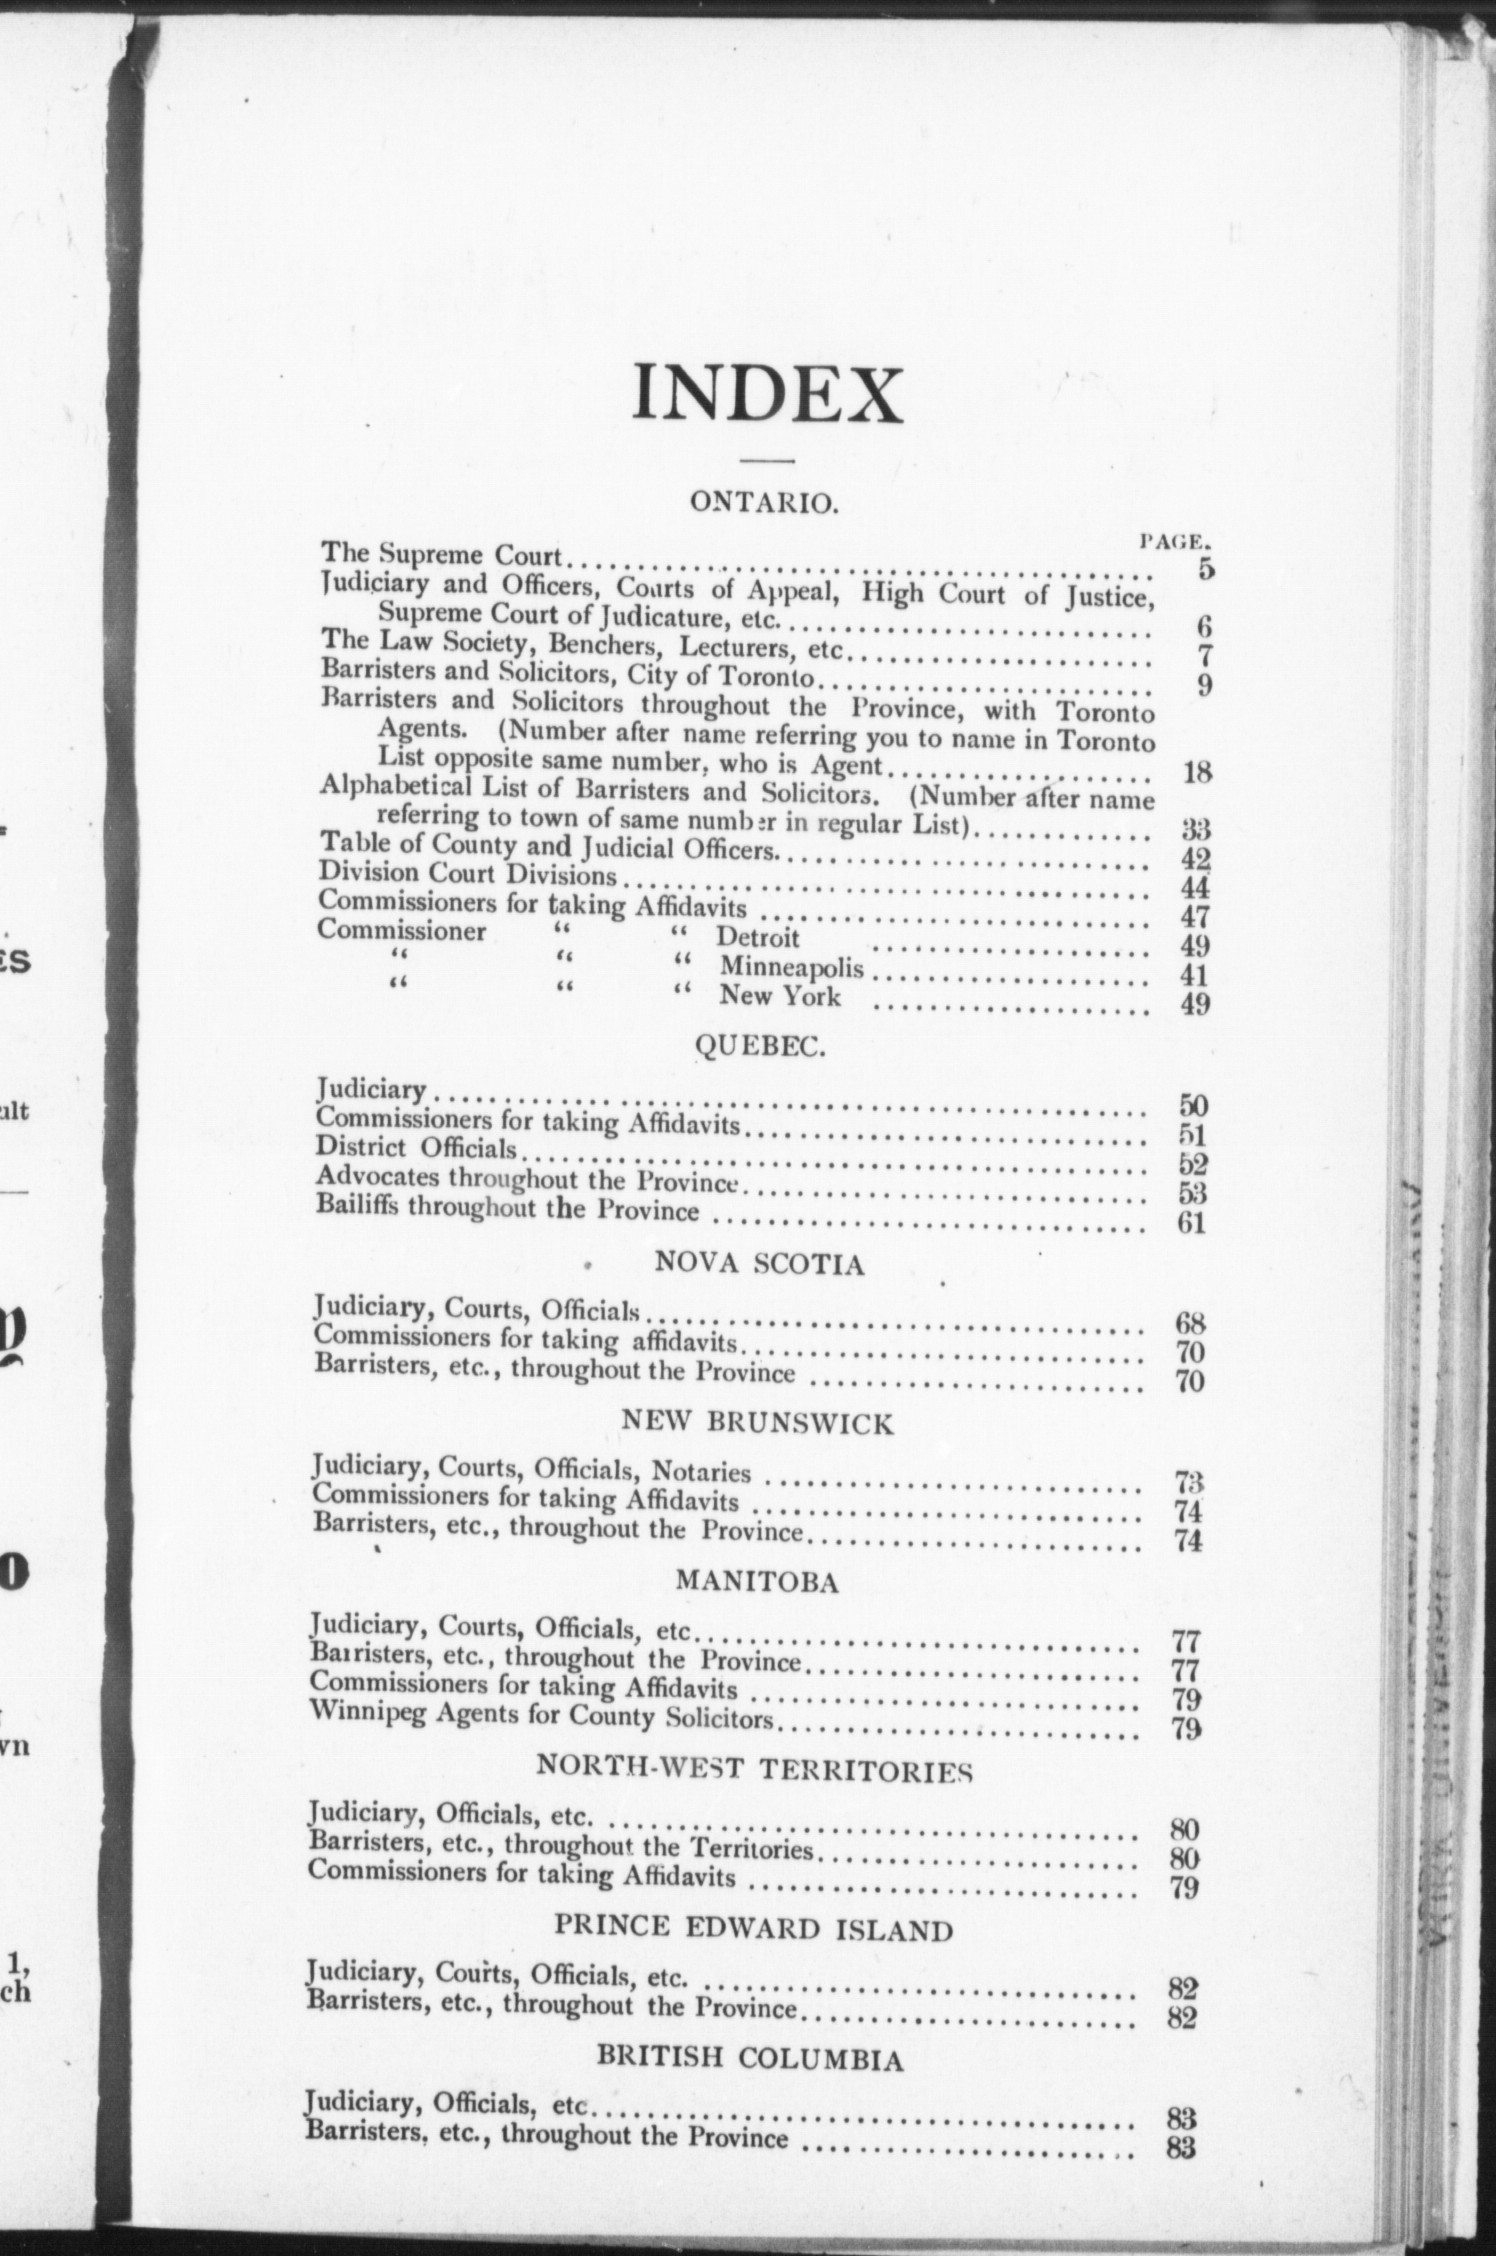 INDEX
ONTARIO.
PAGE.
The Supreme Court........................................ 5
Judiciary and Officers, Courts of Appeal, High Court of Justice,
Supreme Court of Judicature, etc........................... 6
The Law Society, Benchers, Lecturers, etc...................... 7
Barristers and Solicitors, City of Toronto........................ 9
Barristers and Solicitors throughout the Province, with Toronto
Agents. (Number after name referring you to name in Toronto
List opposite same number, who is Agent................... 18
Alphabetical List of Barristers and Solicitors. (Number after name
referring to town of same number in regular List)............. 33
Table of County and Judicial Officers........................... 42
Division Court Divisions...................................... 44
Commissioners for taking Affidavits ............................ 47
Commissioner “ “ Detroit .................... 49
“ “ “ Minneapolis.................... 41
“ “ “ New York .................... 49
QUEBEC.
Judiciary.................................................... 50
Commissioners for taking Affidavits............................. 51
District Officials............................................. 52
Advocates throughout the Province............................. 53
Bailiffs throughout the Province ............................... 61
NOVA SCOTIA
Judiciary, Courts, Officials.................................... 68
Commissioners for taking affidavits............................. 70
Barristers, etc., throughout the Province ........................ 70
NEW BRUNSWICK
Judiciary, Courts, Officials, Notaries ........................... 73
Commissioners for taking Affidavits ............................ 74
Barristers, etc., throughout the Province........................ 74
MANITOBA
Judiciary, Courts, Officials, etc................................ 77
Barristers, etc., throughout the Province........................ 77
Commissioners for taking Affidavits ............................ 79
Winnipeg Agents for County Solicitors.......................... 79
NORTH-WEST TERRITORIES
Judiciary, Officials, etc. ...................................... 80
Barristers, etc., throughout the Territories....................... 80
Commissioners for taking Affidavits ............................ 79
PRINCE EDWARD ISLAND
Judiciary, Courts, Officials, etc. ............................... 82
Barristers, etc., throughout the Province........................ 82
BRITISH COLUMBIA
Judiciary, Officials, etc....................................... 83
Barristers, etc., throughout the Province ........................ 83